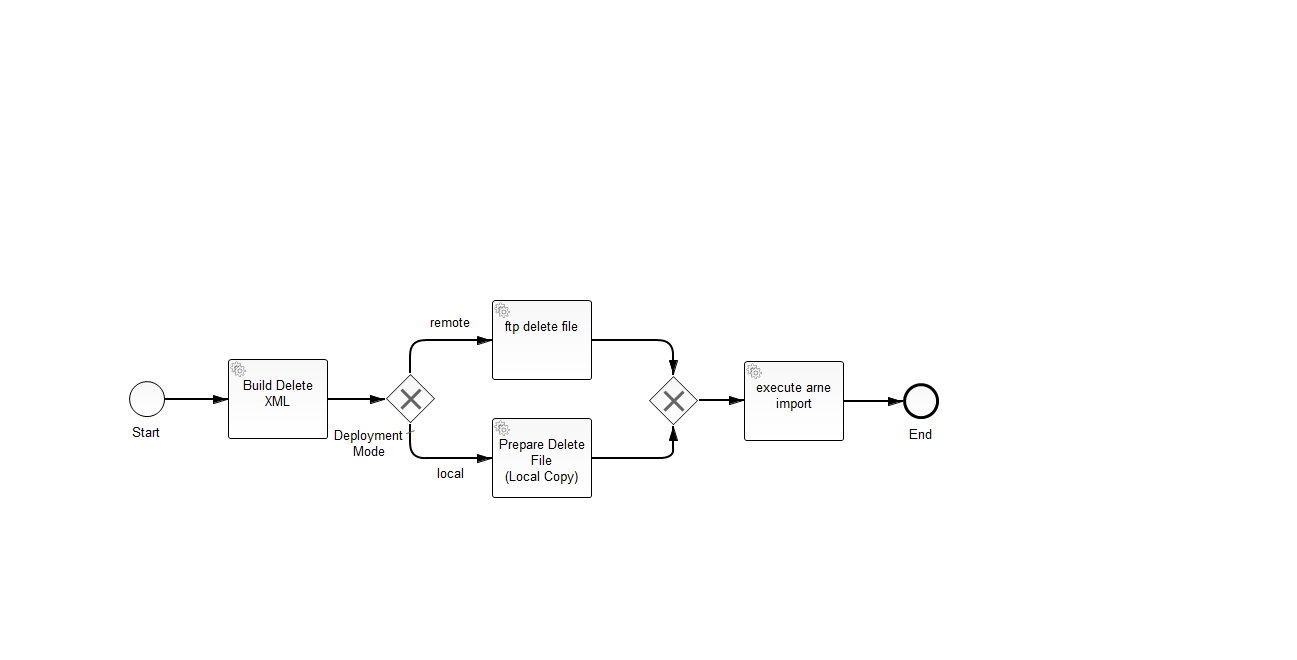 Start
Build Delete
XML
Deployment
Mode
remote
local
ftp delete file
Prepare Delete
File
(Local Copy)
execute arne
import
End